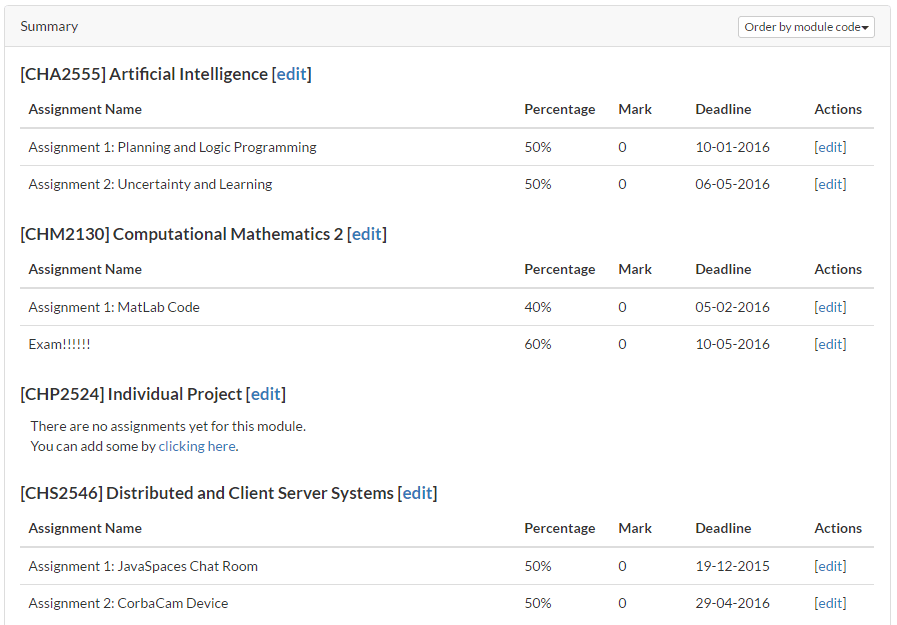 Summary
Order by module code
[CHA2555] Artificial Intelligence [edit]
Assignment Name Percentage Mark Deadline Actions
Assignment 1: Planning and Logic Programming 50% 0 10-01-2016 [edit]
Assignment 2: Uncertainty and Learning 50% 0 06-05-2016 [edit]
[CHM2130] Computational Mathematics 2 [edit]
Assignment Name Percentage Mark Deadline Actions
Assignment 1: MatLab Code 40% 0 05-02-2016 [edit]
Exam!!!!!! 60% 0 10-05-2016 [edit]
[CHP2524] Individual Project [edit]
There are no assignments yet for this module.
You can add some by clicking here.
[CHS2546] Distributed and Client Server Systems [edit]
Assignment Name Percentage Mark Deadline Actions
Assignment 1: JavaSpaces Chat Room 50% 0 19-12-2015 [edit]
Assignment 2: CorbaCam Device 50% 0 29-04-2016 [edit]